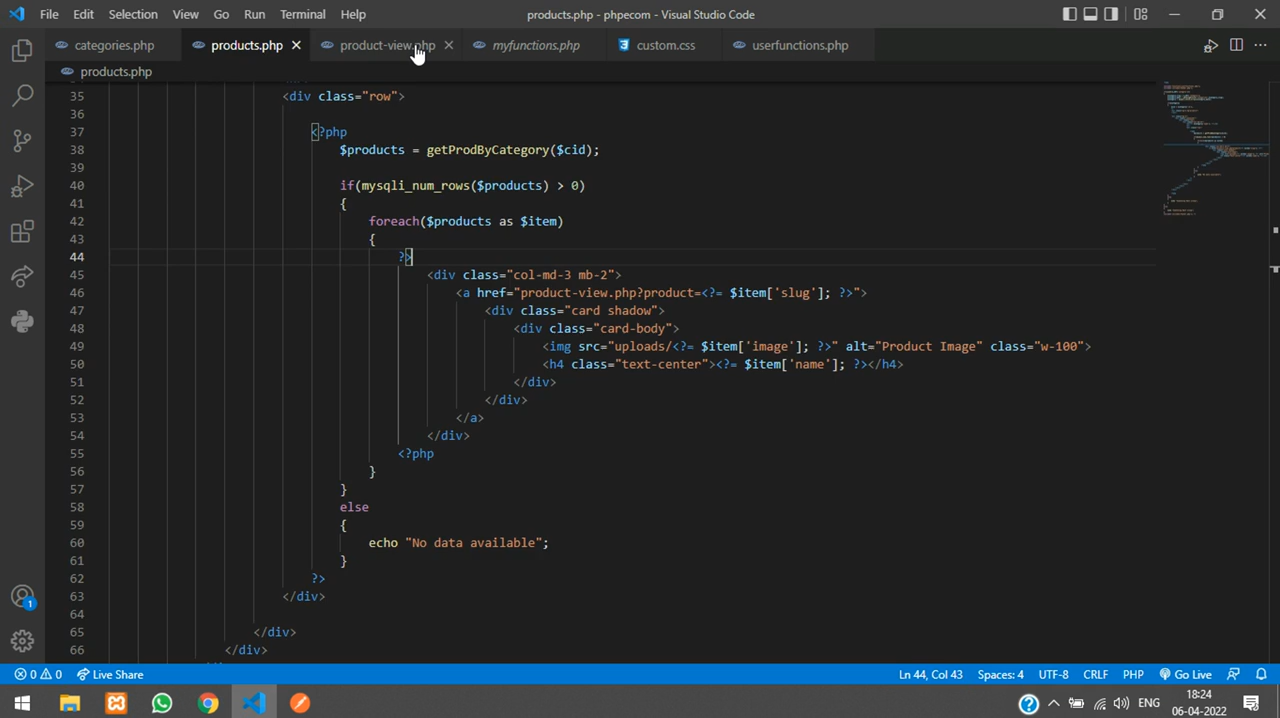 File Edit Selection View Go Run Terminal Help products.php - phpecom - Visual Studio Code
categories.php products.php product-view.php myfunctions.php custom.css userfunctions.php
products.php
35 <div class="row">
36
37 <?php
38 $products = getProdByCategory($cid);
39
40 if(mysqli_num_rows($products) > 0)
41 {
42 foreach($products as $item)
43 {
44 ?>
45 <div class="col-md-3 mb-2">
46 <a href="product-view.php?product=<?= $item['slug']; ?>">
47 <div class="card shadow">
48 <div class="card-body">
49 <img src="uploads/<?= $item['image']; ?>" alt="Product Image" class="w-100">
50 <h4 class="text-center"><?= $item['name']; ?></h4>
51 </div>
52 </div>
53 </a>
54 </div>
55 <?php
56 }
57 }
58 else
59 {
60 echo "No data available";
61 }
62 ?>
63 </div>
64
65 </div>
66 </div>
1
0 0 Live Share Ln 44, Col 43 Spaces: 4 UTF-8 CRLF PHP Go Live
ENG 18:24
06-04-2022